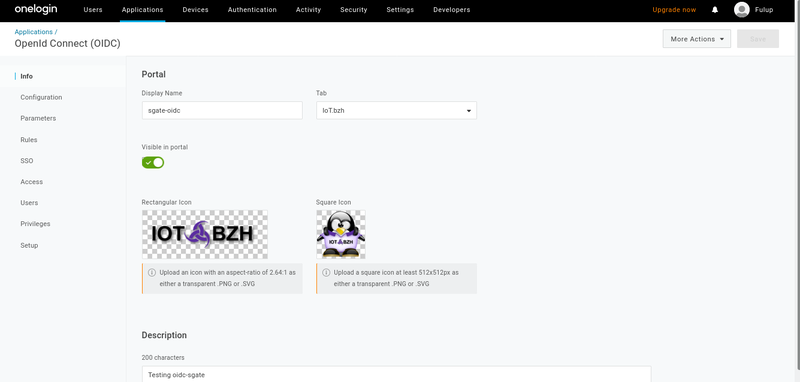 onelogin Users Applications Devices Authentication Activity Security Settings Developers Upgrade now Fulup
Applications /
OpenId Connect (OIDC)
More Actions
Save
Info
Configuration
Parameters
Rules
SSO
Access
Users
Privileges
Setup
Portal
Display Name
sgate-oidc
Tab
IoT.bzh
Visible in portal
Rectangular Icon
IOT BZH
Upload an icon with an aspect-ratio of 2.64:1 as
either a transparent .PNG or .SVG
Square Icon
IOT BZH
Upload a square icon at least 512x512px as
either a transparent .PNG or .SVG
Description
200 characters
Testing oidc-sgate